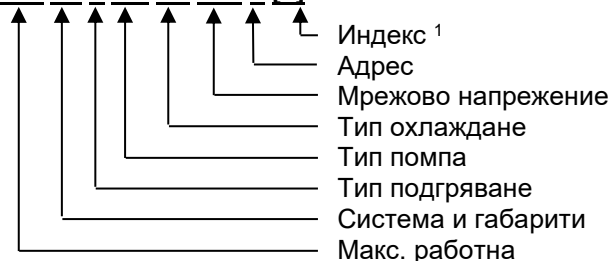 Индекс ¹
Адрес
Мрежово напрежение
Тип охлаждане
Тип помпа
Тип подгряване
Система и габарити
Макс. работна